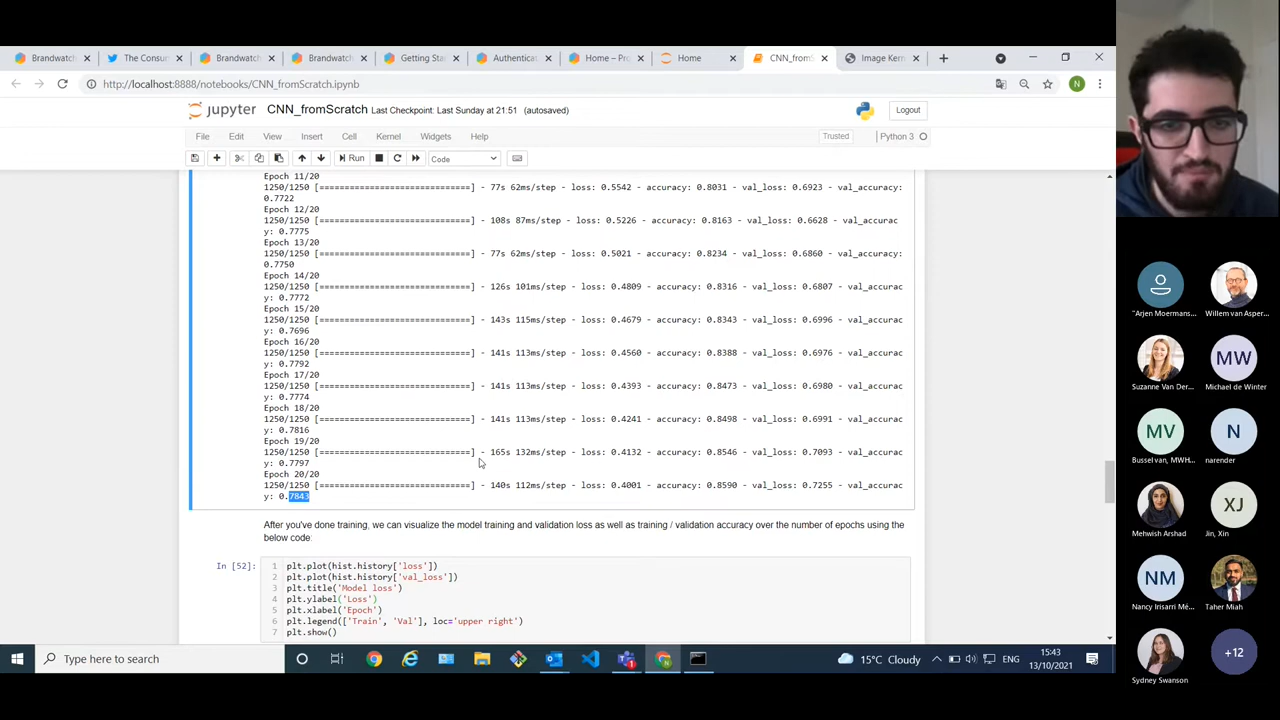 Brandwatch
The Consu
Brandwatch
Brandwatch
Getting Sta
Authenticat
Home – Pro
Home
CNN_fromS
Image Kern
http://localhost:8888/notebooks/CNN_fromScratch.ipynb
N
jupyter CNN_fromScratch Last Checkpoint: Last Sunday at 21:51 (autosaved)
Logout
File Edit View Insert Cell Kernel Widgets Help
Trusted
Python 3
Run
Code
Epoch 11/20
1250/1250 [==============================] - 77s 62ms/step - loss: 0.5542 - accuracy: 0.8031 - val_loss: 0.6923 - val_accuracy:
0.7722
Epoch 12/20
1250/1250 [==============================] - 108s 87ms/step - loss: 0.5226 - accuracy: 0.8163 - val_loss: 0.6628 - val_accurac
y: 0.7775
Epoch 13/20
1250/1250 [==============================] - 77s 62ms/step - loss: 0.5021 - accuracy: 0.8234 - val_loss: 0.6860 - val_accuracy:
0.7750
Epoch 14/20
1250/1250 [==============================] - 126s 101ms/step - loss: 0.4809 - accuracy: 0.8316 - val_loss: 0.6807 - val_accurac
y: 0.7772
Epoch 15/20
1250/1250 [==============================] - 143s 115ms/step - loss: 0.4679 - accuracy: 0.8343 - val_loss: 0.6996 - val_accurac
y: 0.7696
Epoch 16/20
1250/1250 [==============================] - 141s 113ms/step - loss: 0.4560 - accuracy: 0.8388 - val_loss: 0.6976 - val_accurac
y: 0.7792
Epoch 17/20
1250/1250 [==============================] - 141s 113ms/step - loss: 0.4393 - accuracy: 0.8473 - val_loss: 0.6980 - val_accurac
y: 0.7774
Epoch 18/20
1250/1250 [==============================] - 141s 113ms/step - loss: 0.4241 - accuracy: 0.8498 - val_loss: 0.6991 - val_accurac
y: 0.7816
Epoch 19/20
1250/1250 [==============================] - 165s 132ms/step - loss: 0.4132 - accuracy: 0.8546 - val_loss: 0.7093 - val_accurac
y: 0.7797
Epoch 20/20
1250/1250 [==============================] - 140s 112ms/step - loss: 0.4001 - accuracy: 0.8590 - val_loss: 0.7255 - val_accurac
y: 0.7843
After you've done training, we can visualize the model training and validation loss as well as training / validation accuracy over the number of epochs using the
below code:
In [52]:
1 plt.plot(hist.history['loss'])
2 plt.plot(hist.history['val_loss'])
3 plt.title('Model loss')
4 plt.ylabel('Loss')
5 plt.xlabel('Epoch')
6 plt.legend(['Train', 'Val'], loc='upper right')
7 plt.show()
Type here to search
15°C Cloudy
ENG
15:43
13/10/2021
"Arjen Moermans...
Willem van Asper...
Suzanne Van Der...
MW
Michael de Winter
MV
Bussel van, MWH...
N
narender
Mehwish Arshad
XJ
Jin, Xin
NM
Nancy Irisarri Mé...
Taher Miah
Sydney Swanson
+12